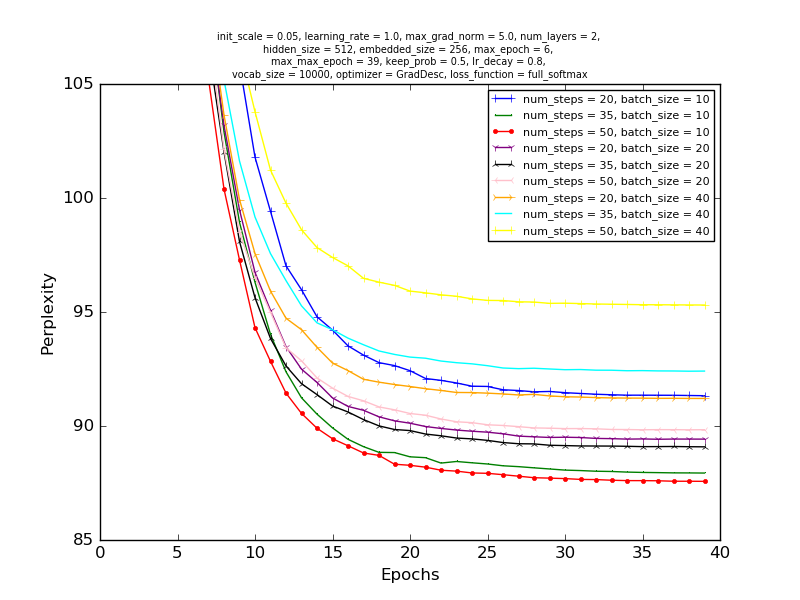 init_scale = 0.05, learning_rate = 1.0, max_grad_norm = 5.0, num_layers = 2,
hidden_size = 512, embedded_size = 256, max_epoch = 6,
max_max_epoch = 39, keep_prob = 0.5, lr_decay = 0.8,
vocab_size = 10000, optimizer = GradDesc, loss_function = full_softmax
105
100
95
90
85
Perplexity
num_steps = 20, batch_size = 10
num_steps = 35, batch_size = 10
num_steps = 50, batch_size = 10
num_steps = 20, batch_size = 20
num_steps = 35, batch_size = 20
num_steps = 50, batch_size = 20
num_steps = 20, batch_size = 40
num_steps = 35, batch_size = 40
num_steps = 50, batch_size = 40
0 5 10 15 20 25 30 35 40
Epochs